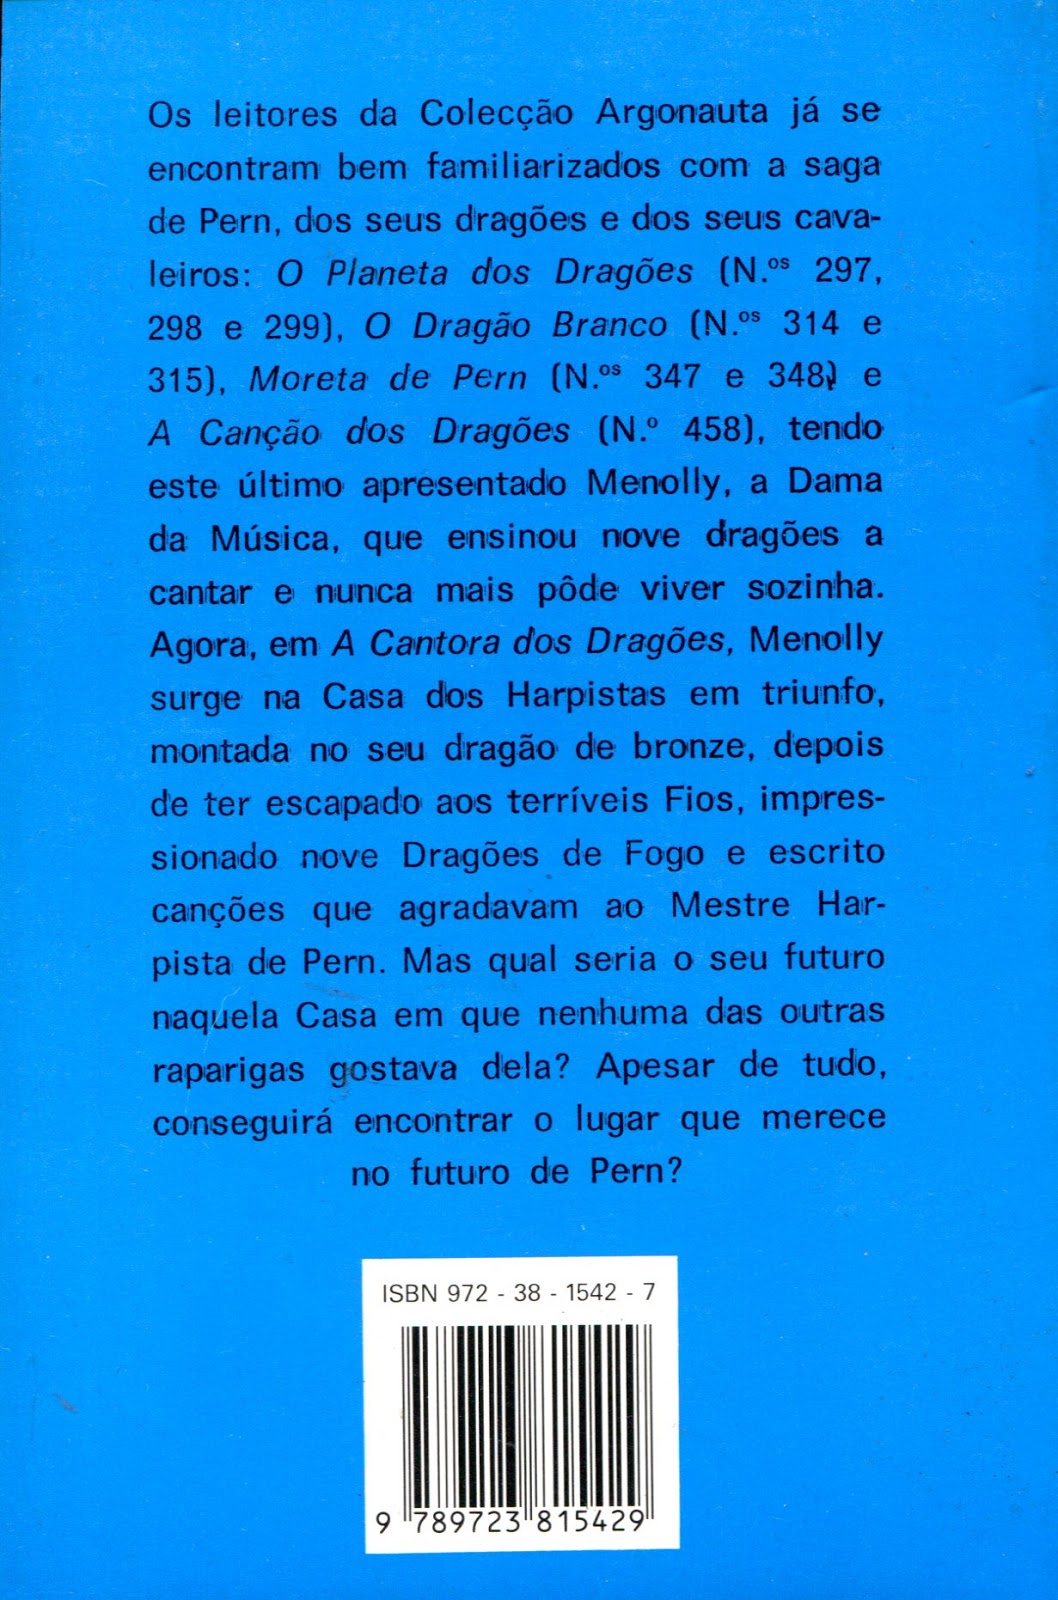 Os leitores da Colecção Argonauta já se
encontram bem familiarizados com a saga
de Pern, dos seus dragões e dos seus cava-
leiros: O Planeta dos Dragões (N.ºs 297,
298 e 299), O Dragão Branco (N.ºs 314 e
315), Moreta de Pern (N.ºs 347 e 348) e
A Canção dos Dragões (N.º 458), tendo
este último apresentado Menolly, a Dama
da Música, que ensinou nove dragões a
cantar e nunca mais pôde viver sozinha.
Agora, em A Cantora dos Dragões, Menolly
surge na Casa dos Harpistas em triunfo,
montada no seu dragão de bronze, depois
de ter escapado aos terríveis Fios, impres-
sionado nove Dragões de Fogo e escrito
canções que agradavam ao Mestre Har-
pista de Pern. Mas qual seria o seu futuro
naquela Casa em que nenhuma das outras
raparigas gostava dela? Apesar de tudo,
conseguirá encontrar o lugar que merece
no futuro de Pern?
ISBN 972 - 38 - 1542 - 7
9 789723 815429